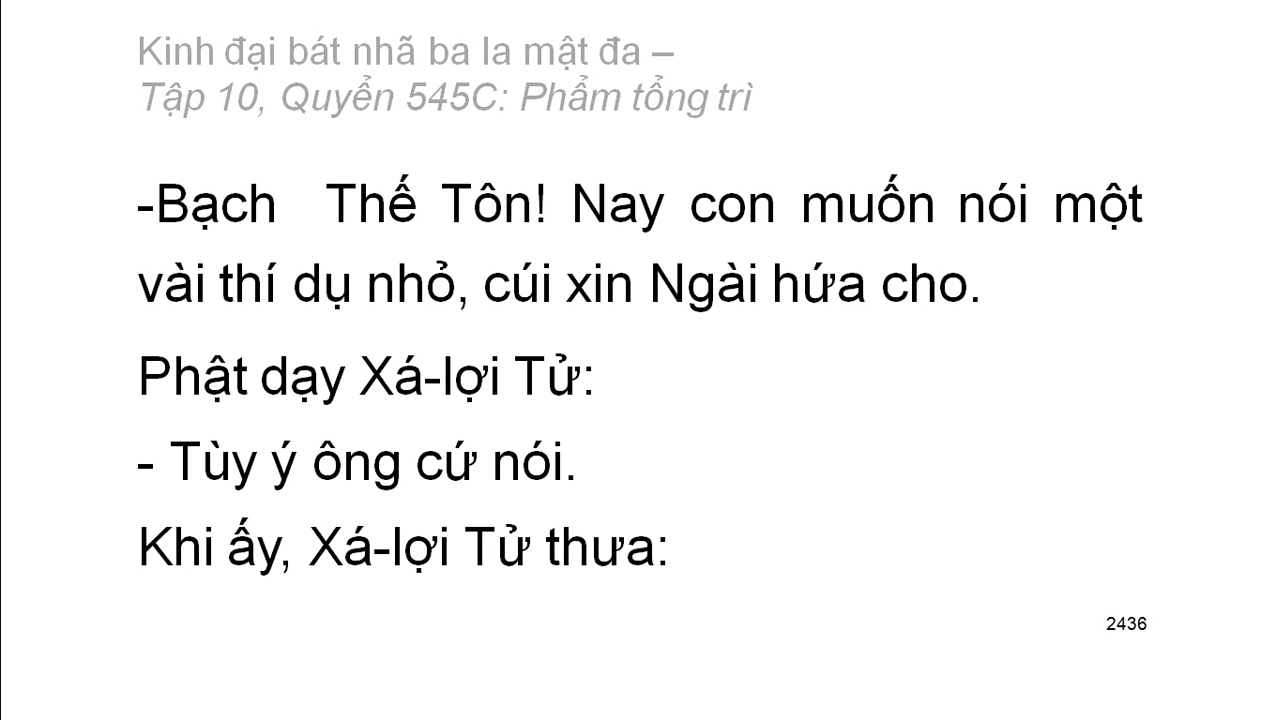 Kinh đại bát nhã ba la mật đa –
Tập 10, Quyển 545C: Phẩm tổng trì
-Bạch Thế Tôn! Nay con muốn nói một
vài thí dụ nhỏ, cúi xin Ngài hứa cho.
Phật dạy Xá-lợi Tử:
- Tùy ý ông cứ nói.
Khi ấy, Xá-lợi Tử thưa:
2436